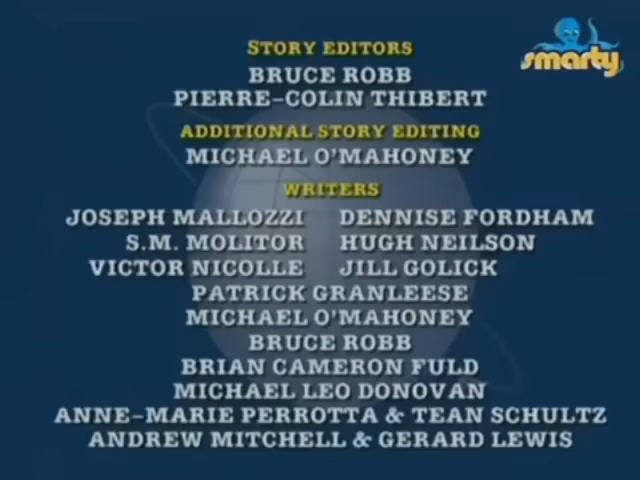 smarty
STORY EDITORS
BRUCE ROBB
PIERRE-COLIN THIBERT
ADDITIONAL STORY EDITING
MICHAEL O'MAHONEY
WRITERS
JOSEPH MALLOZZI DENNISE FORDHAM
S.M. MOLITOR HUGH NEILSON
VICTOR NICOLLE JILL GOLICK
PATRICK GRANLEESE
MICHAEL O'MAHONEY
BRUCE ROBB
BRIAN CAMERON FULD
MICHAEL LEO DONOVAN
ANNE-MARIE PERROTTA & TEAN SCHULTZ
ANDREW MITCHELL & GERARD LEWIS